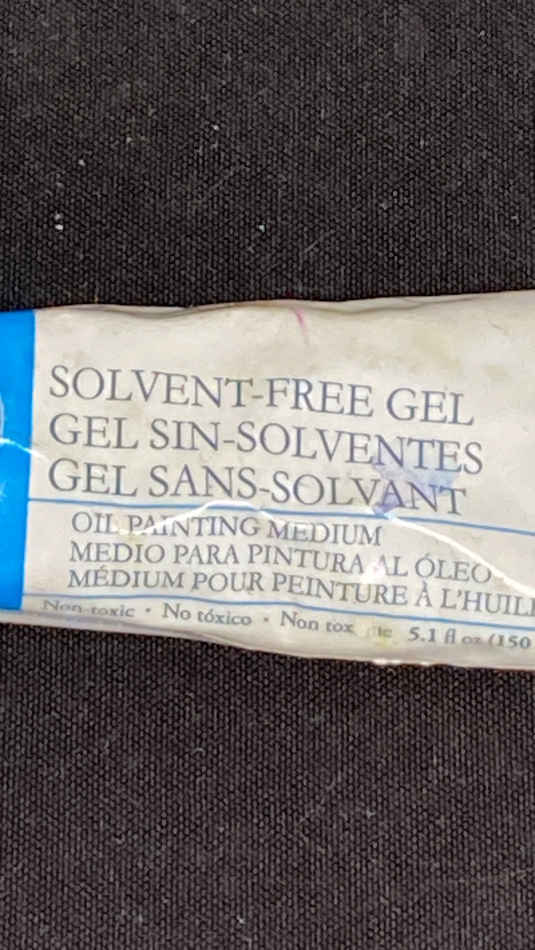 SOLVENT-FREE GEL
GEL SIN-SOLVENTES
GEL SANS-SOLVANT
OIL PAINTING MEDIUM
MEDIO PARA PINTURA AL ÓLEO
MÉDIUM POUR PEINTURE À L'HUIL
Non-toxic • No tóxico • Non 5.1 fl oz (150